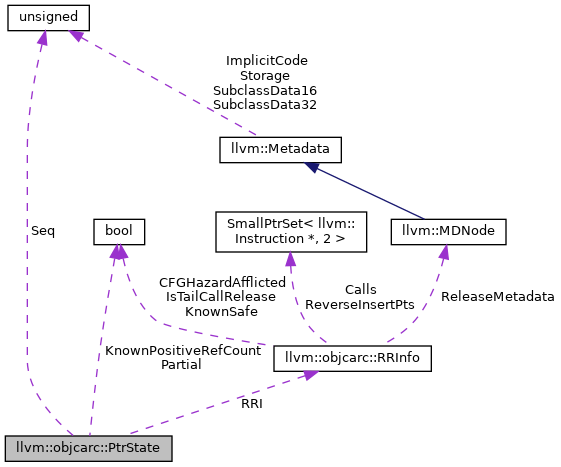 unsigned
ImplicitCode
Storage
SubclassData16
SubclassData32
llvm::Metadata
Seq
bool
SmallPtrSet< llvm::
Instruction *, 2 >
llvm::MDNode
CFGHazardAfflicted
IsTailCallRelease
KnownSafe
Calls
ReverseInsertPts
ReleaseMetadata
KnownPositiveRefCount
Partial
llvm::objcarc::RRInfo
RRI
llvm::objcarc::PtrState